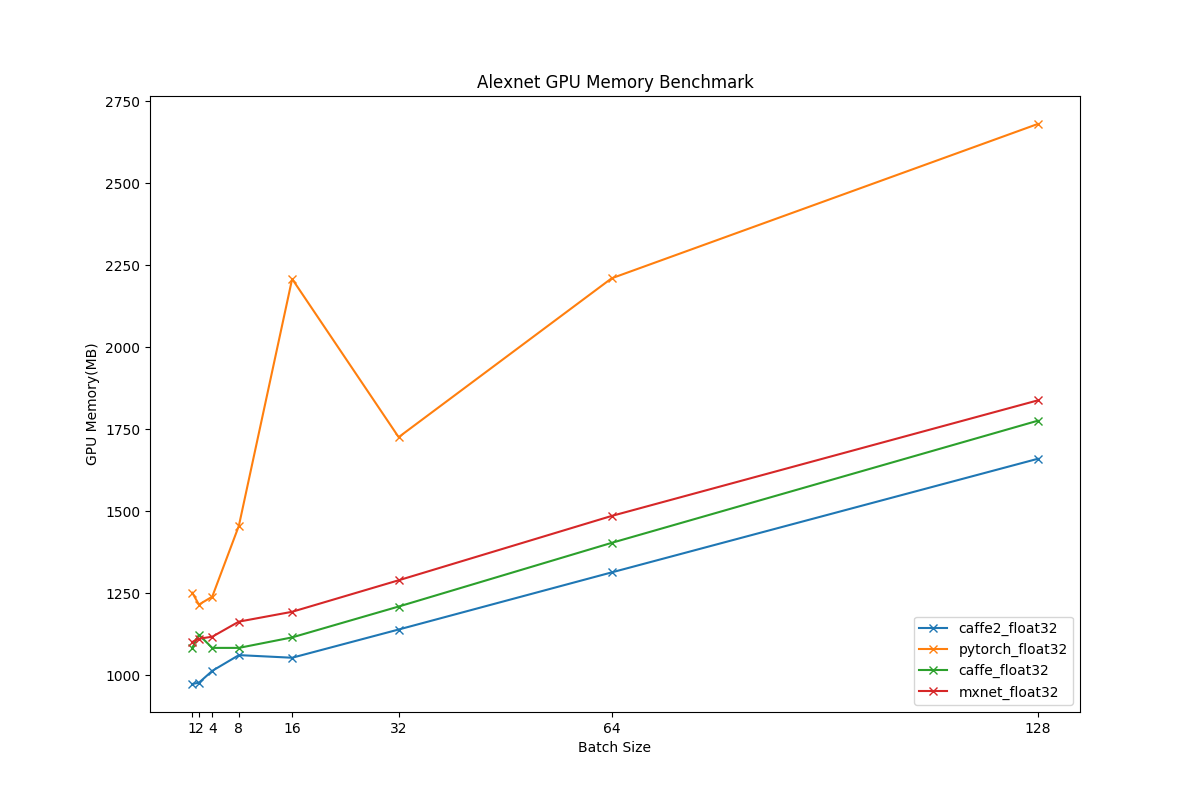 Alexnet GPU Memory Benchmark
2750
2500
2250
2000
1750
1500
1250
1000
GPU Memory(MB)
1 2 4 8 16 32 64 128
Batch Size
caffe2_float32
pytorch_float32
caffe_float32
mxnet_float32